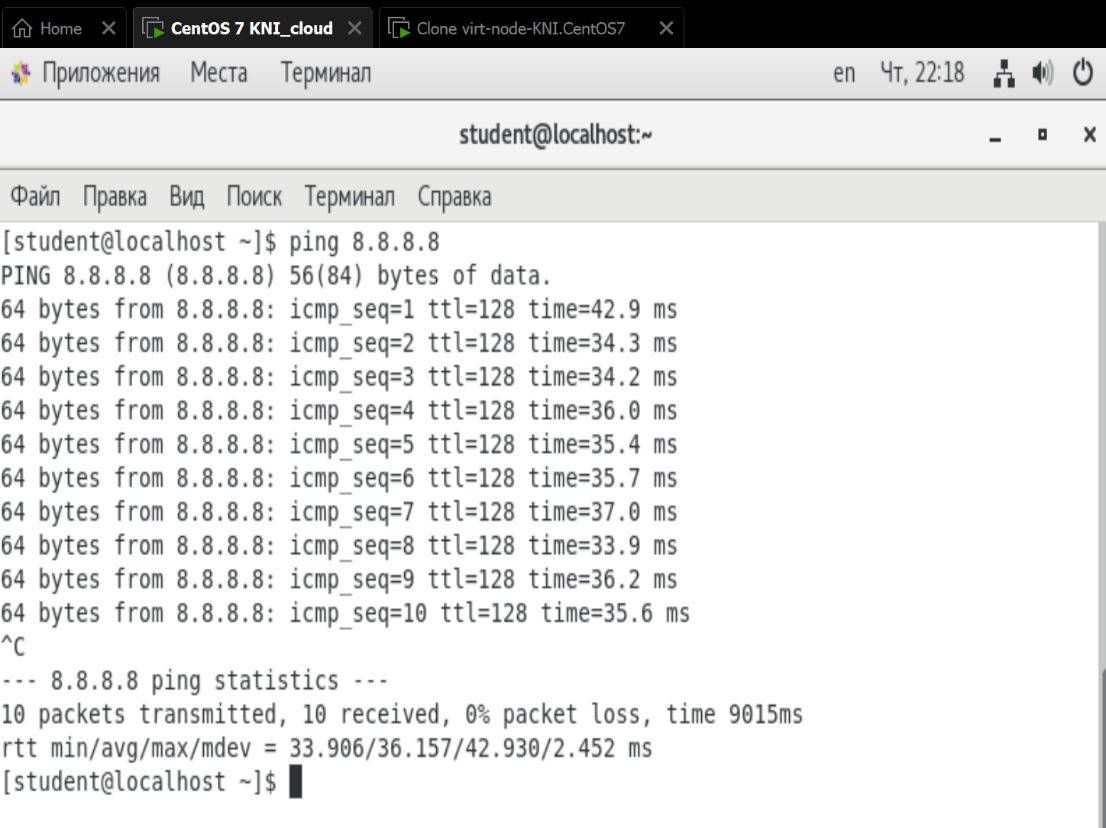 Home CentOS 7 KNI_cloud Clone virt-node-KNI.CentOS7
Приложения Места Терминал en Чт, 22:18
student@localhost:~
Файл Правка Вид Поиск Терминал Справка
[student@localhost ~]$ ping 8.8.8.8
PING 8.8.8.8 (8.8.8.8) 56(84) bytes of data.
64 bytes from 8.8.8.8: icmp_seq=1 ttl=128 time=42.9 ms
64 bytes from 8.8.8.8: icmp_seq=2 ttl=128 time=34.3 ms
64 bytes from 8.8.8.8: icmp_seq=3 ttl=128 time=34.2 ms
64 bytes from 8.8.8.8: icmp_seq=4 ttl=128 time=36.0 ms
64 bytes from 8.8.8.8: icmp_seq=5 ttl=128 time=35.4 ms
64 bytes from 8.8.8.8: icmp_seq=6 ttl=128 time=35.7 ms
64 bytes from 8.8.8.8: icmp_seq=7 ttl=128 time=37.0 ms
64 bytes from 8.8.8.8: icmp_seq=8 ttl=128 time=33.9 ms
64 bytes from 8.8.8.8: icmp_seq=9 ttl=128 time=36.2 ms
64 bytes from 8.8.8.8: icmp_seq=10 ttl=128 time=35.6 ms
^C
--- 8.8.8.8 ping statistics ---
10 packets transmitted, 10 received, 0% packet loss, time 9015ms
rtt min/avg/max/mdev = 33.906/36.157/42.930/2.452 ms
[student@localhost ~]$